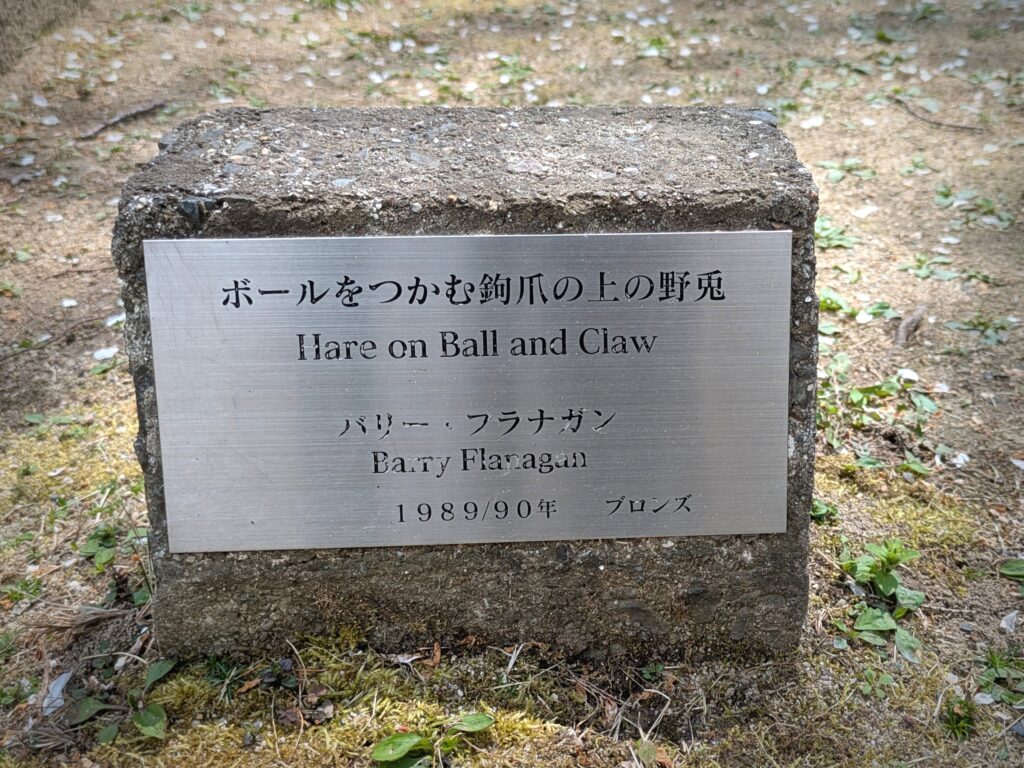 ボールをつかむ鉤爪の上の野兎
Hare on Ball and Claw
バリー・フラナガン
Barry Flanagan
1989/90年 ブロンズ